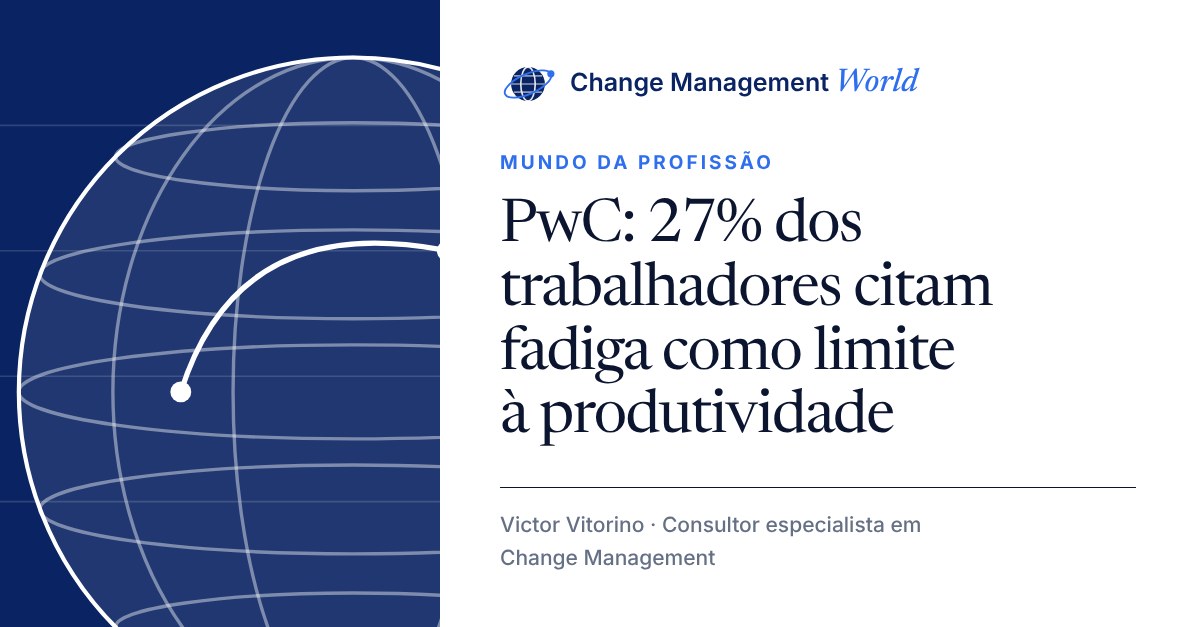 Change Management World
MUNDO DA PROFISSÃO
PwC: 27% dos
trabalhadores citam
fadiga como limite
à produtividade
Victor Vitorino · Consultor especialista em
Change Management